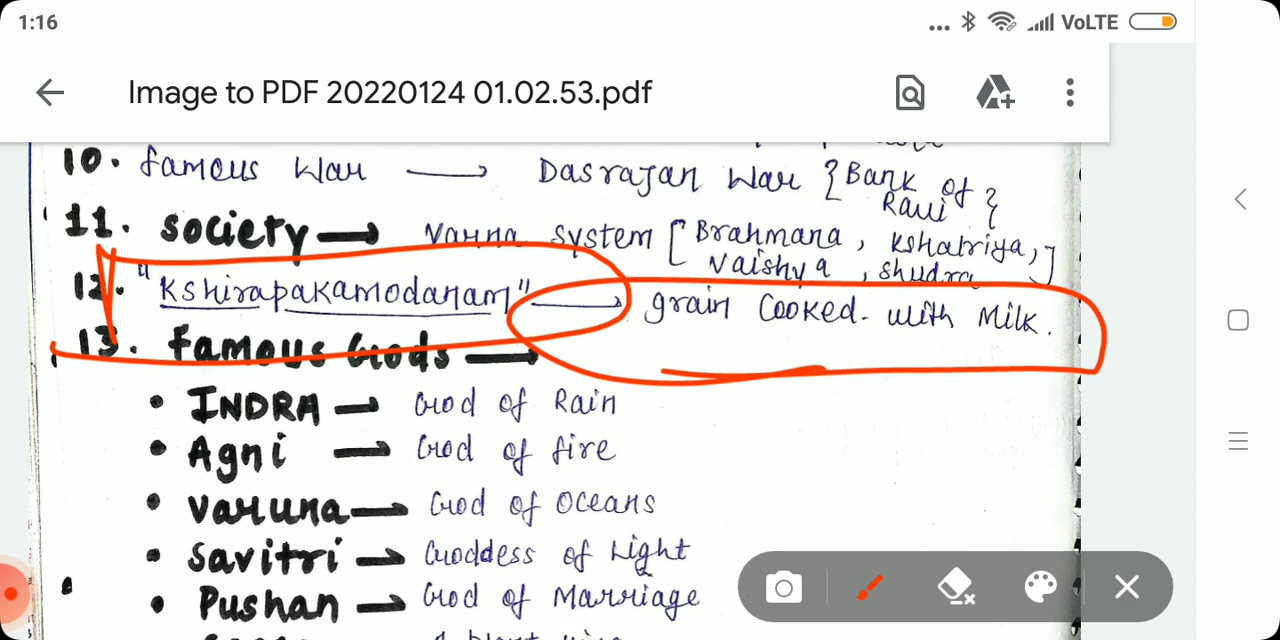 1:16
... VoLTE
Image to PDF 20220124 01.02.53.pdf
10. famous War → Dasrajan War {Bank of Ravi}
11. Society → Varna system [Brahmana, Kshatriya,
Vaishya, Shudra]
12. "Kshirapakamodanam" → grain Cooked with Milk.
13. Famous Gods →
• INDRA → God of Rain
• Agni → God of fire
• Varuna → God of Oceans
• Savitri → Goddess of Light
• Pushan → God of Marriage